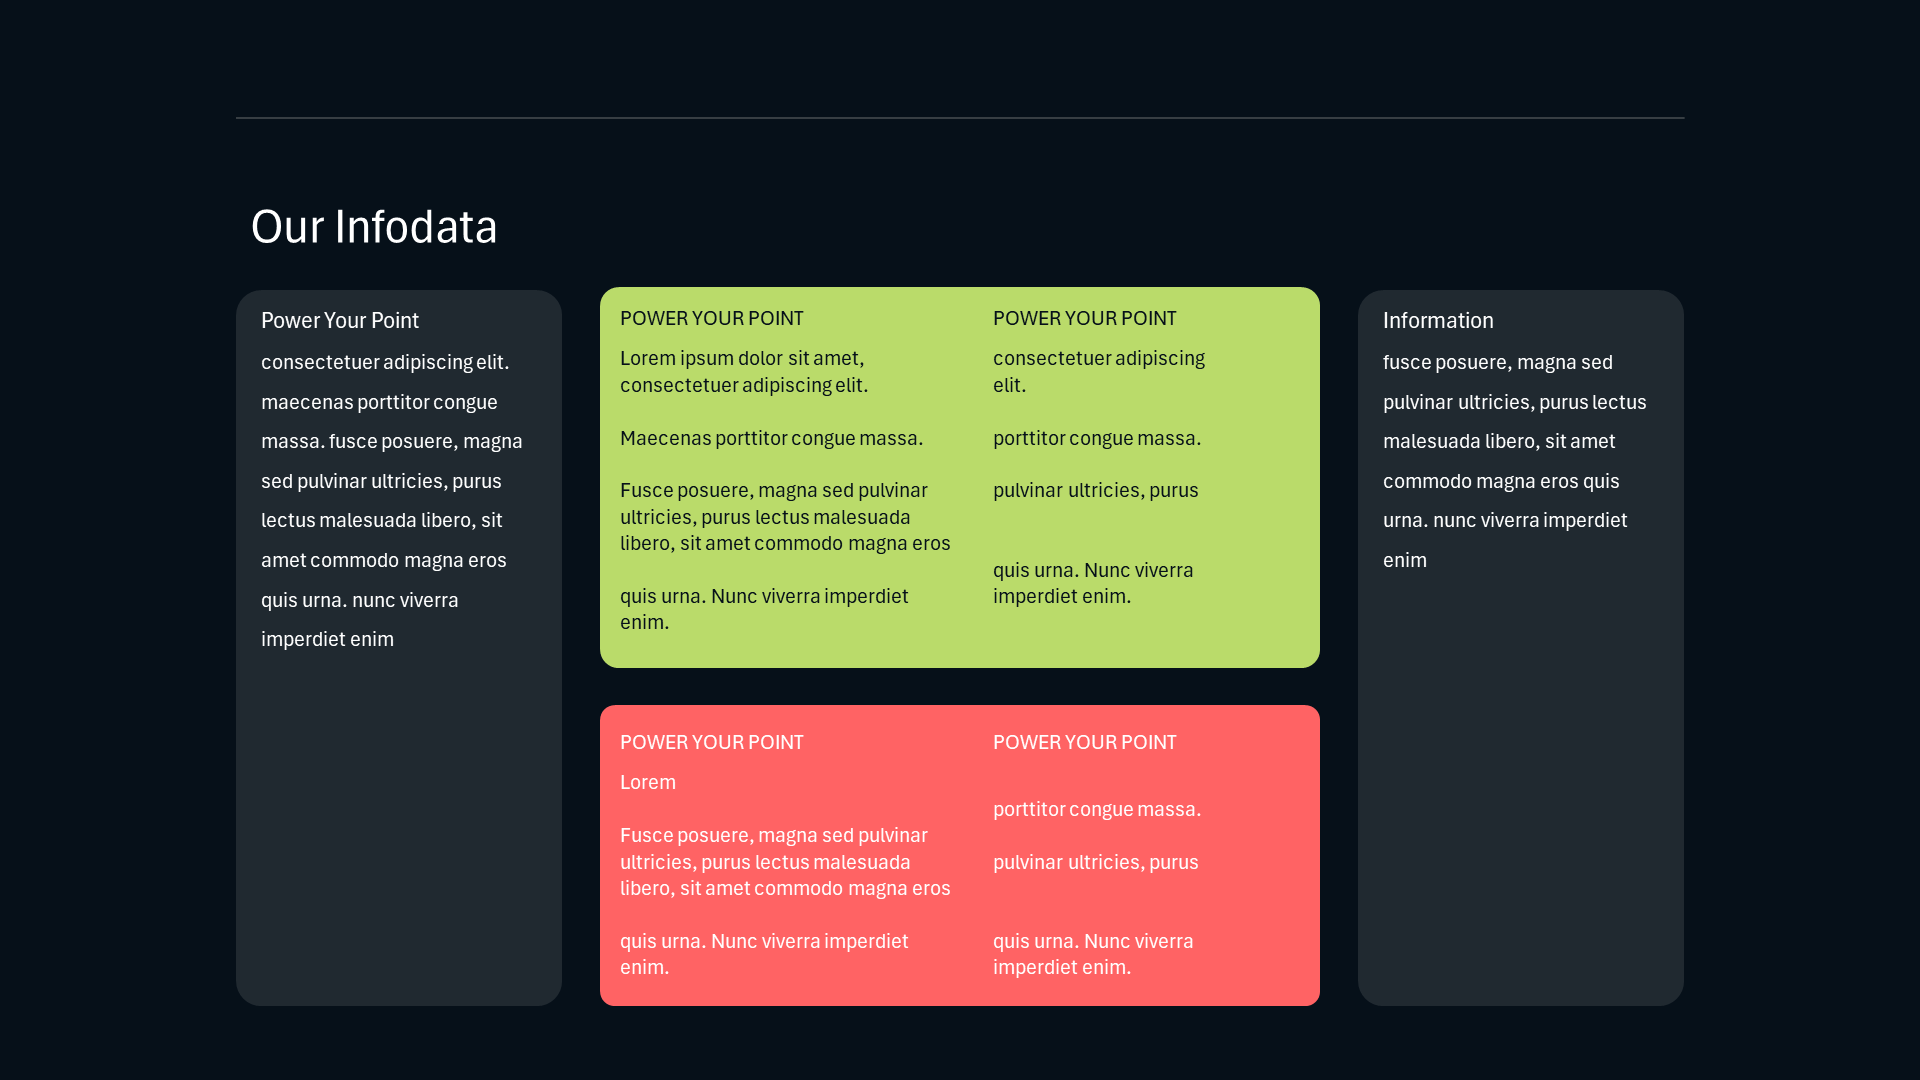 Our Infodata
Power Your Point
consectetuer adipiscing elit.
maecenas porttitor congue
massa. fusce posuere, magna
sed pulvinar ultricies, purus
lectus malesuada libero, sit
amet commodo magna eros
quis urna. nunc viverra
imperdiet enim
POWER YOUR POINT
Lorem ipsum dolor sit amet,
consectetuer adipiscing elit.
Maecenas porttitor congue massa.
Fusce posuere, magna sed pulvinar
ultricies, purus lectus malesuada
libero, sit amet commodo magna eros
quis urna. Nunc viverra imperdiet
enim.
POWER YOUR POINT
consectetuer adipiscing
elit.
porttitor congue massa.
pulvinar ultricies, purus
quis urna. Nunc viverra
imperdiet enim.
POWER YOUR POINT
Lorem
Fusce posuere, magna sed pulvinar
ultricies, purus lectus malesuada
libero, sit amet commodo magna eros
quis urna. Nunc viverra imperdiet
enim.
POWER YOUR POINT
porttitor congue massa.
pulvinar ultricies, purus
quis urna. Nunc viverra
imperdiet enim.
Information
fusce posuere, magna sed
pulvinar ultricies, purus lectus
malesuada libero, sit amet
commodo magna eros quis
urna. nunc viverra imperdiet
enim